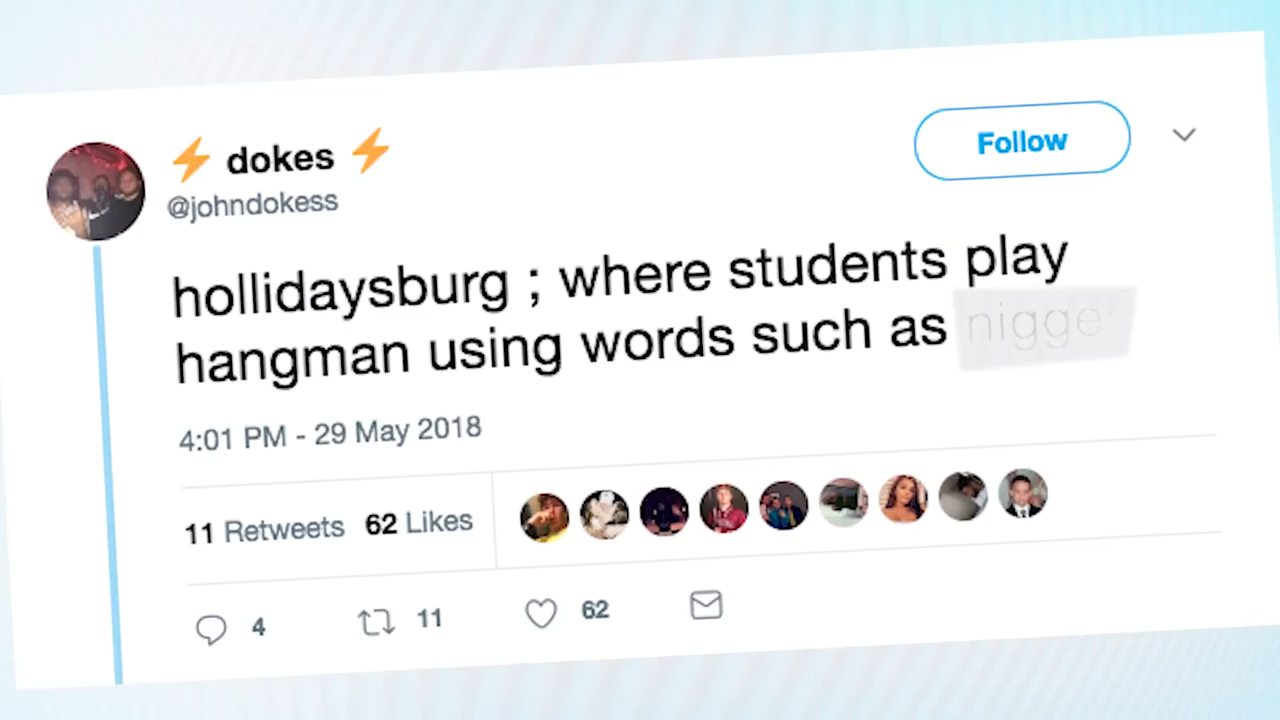 ⚡ dokes ⚡
@johndokess
Follow
hollidaysburg ; where students play
hangman using words such as
4:01 PM - 29 May 2018
11 Retweets 62 Likes
4 11 62